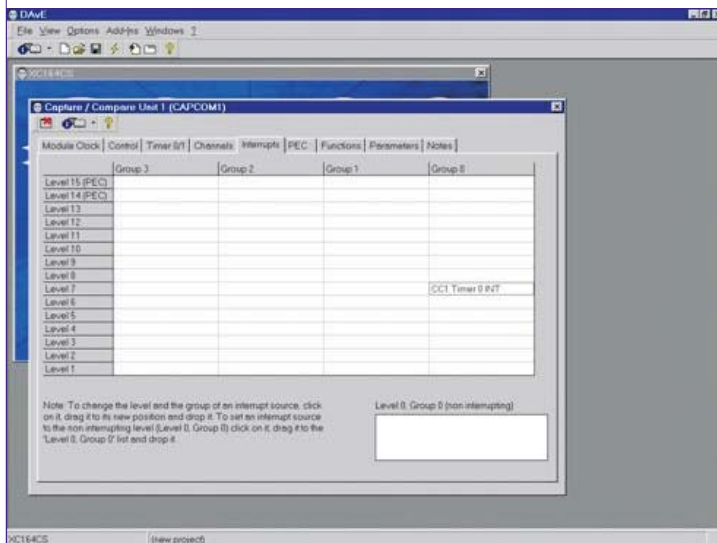 DAvE
File View Options Add-Ins Windows ?
XC164CS
Capture / Compare Unit 1 (CAPCOM1)
Module Clock Control Timer 0/1 Channels Interrupts PEC Functions Parameters Notes
Group 3 Group 2 Group 1 Group 0
Level 15 (PEC)
Level 14 (PEC)
Level 13
Level 12
Level 11
Level 10
Level 9
Level 8
Level 7 CC1 Timer 0 INT
Level 6
Level 5
Level 4
Level 3
Level 2
Level 1
Note: To change the level and the group of an interrupt source, click
on it, drag it to its new position and drop it. To set an interrupt source
to the non interrupting level (Level 0, Group 0) click on it, drag it to the
'Level 0, Group 0' list and drop it.
Level 0, Group 0 (non interrupting)
XC164CS (new project)